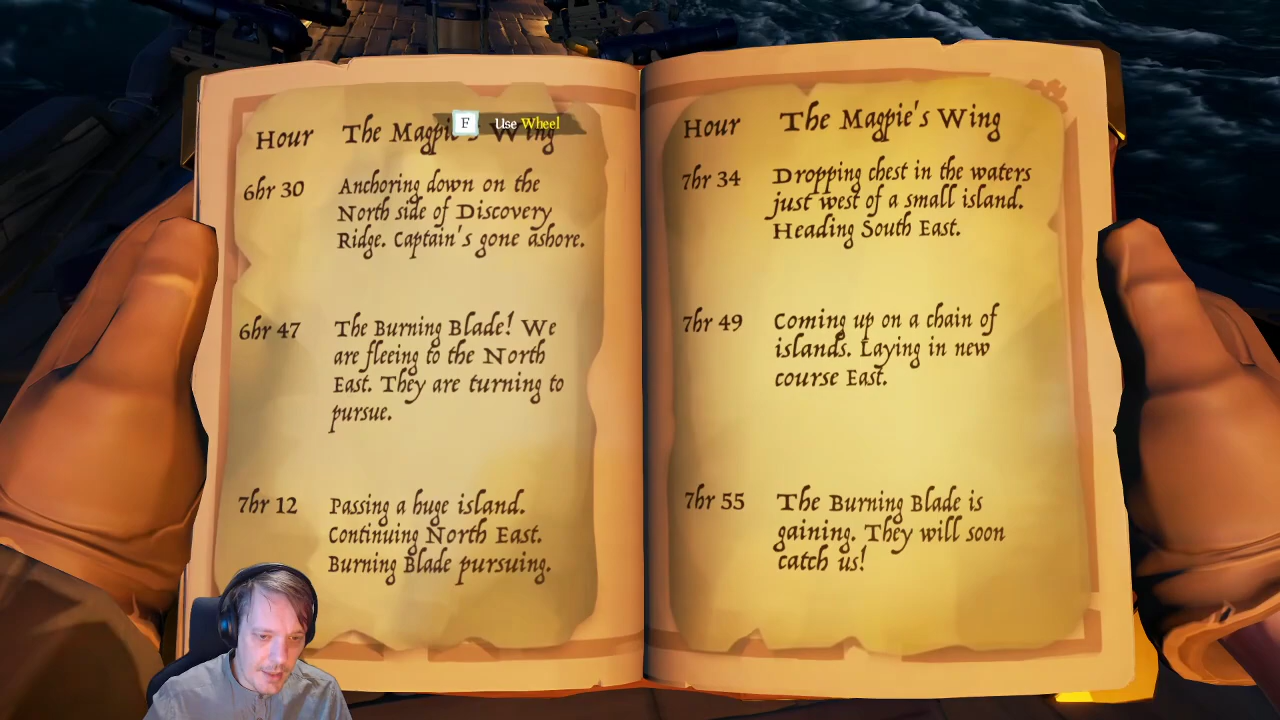 Hour The Magpie's Wing
F Use Wheel
6hr 30 Anchoring down on the
North side of Discovery
Ridge. Captain's gone ashore.
6hr 47 The Burning Blade! We
are fleeing to the North
East. They are turning to
pursue.
7hr 12 Passing a huge island.
Continuing North East.
Burning Blade pursuing.
Hour The Magpie's Wing
7hr 34 Dropping chest in the waters
just west of a small island.
Heading South East.
7hr 49 Coming up on a chain of
islands. Laying in new
course East.
7hr 55 The Burning Blade is
gaining. They will soon
catch us!